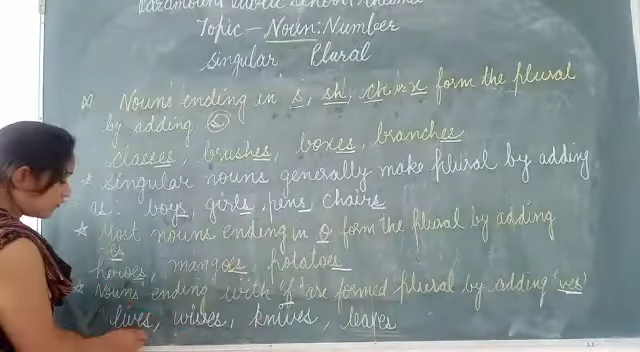 Paramount Public School
Topic - Noun: Number
Singular Plural
☆ Nouns ending in s, sh, ch or x form the plural
by adding
classes, brushes, boxes, branches
☆ Singular nouns generally make plural by adding
as: boys, girls, pens, chairs
☆ Most nouns ending in o form the plural by adding
es
heroes, mangoes, potatoes
☆ Nouns ending with 'f' are formed plural by adding 'ves'
lives, wives, knives, leaves